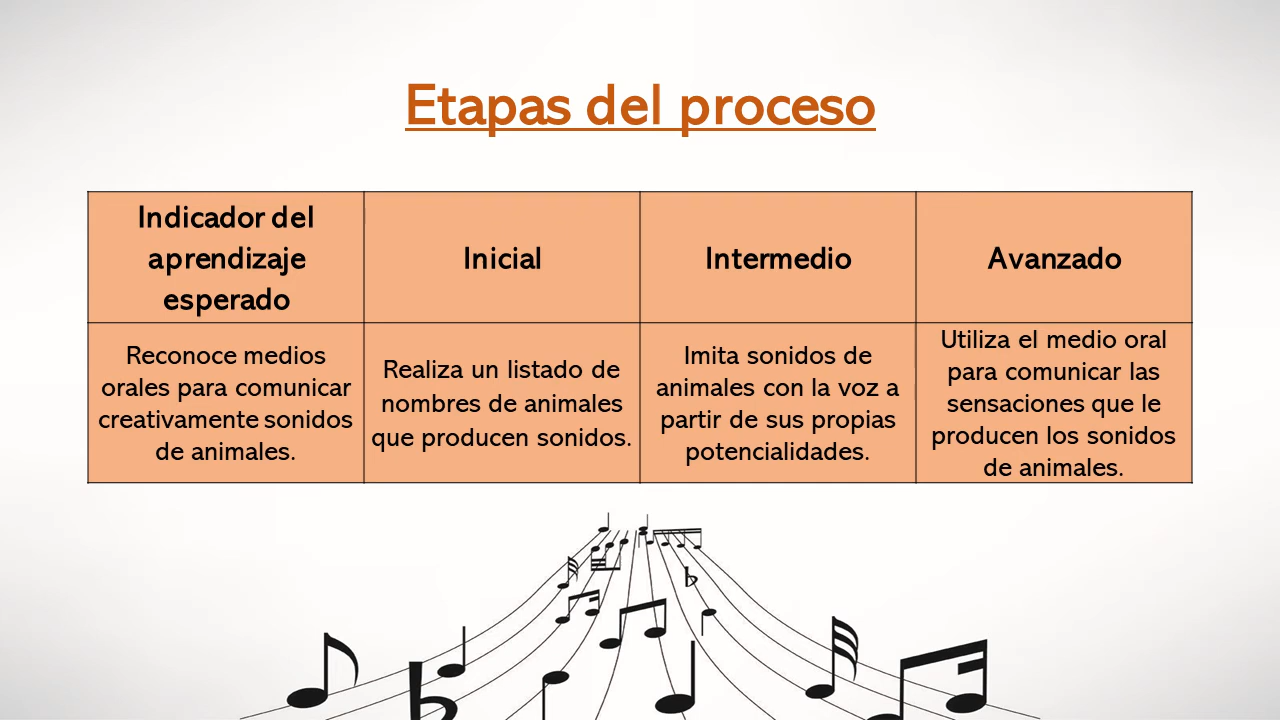 Etapas del proceso
Indicador del
aprendizaje
esperado
Inicial
Intermedio
Avanzado
Reconoce medios
orales para comunicar
creativamente sonidos
de animales.
Realiza un listado de
nombres de animales
que producen sonidos.
Imita sonidos de
animales con la voz a
partir de sus propias
potencialidades.
Utiliza el medio oral
para comunicar las
sensaciones que le
producen los sonidos
de animales.